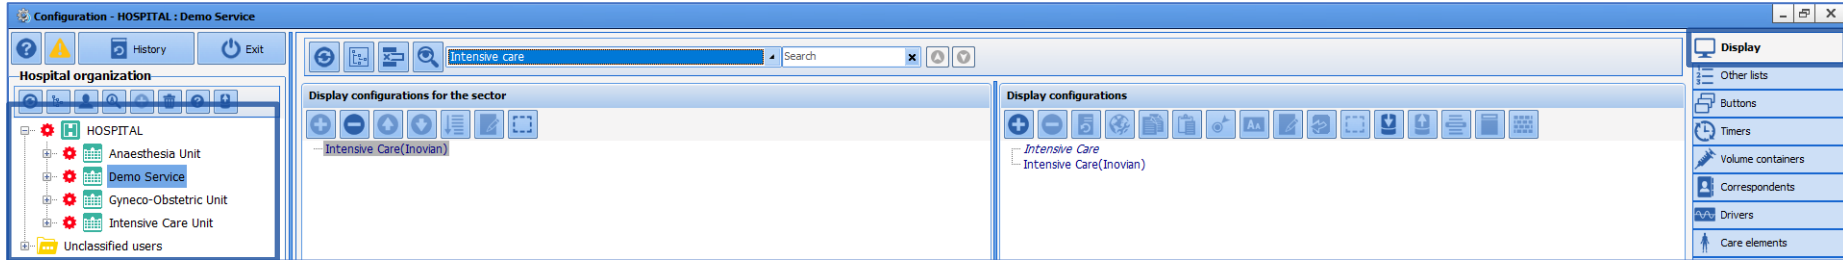 Configuration - HOSPITAL : Demo Service
History
Exit
Hospital organization
HOSPITAL
Anaesthesia Unit
Demo Service
Gyneco-Obstetric Unit
Intensive Care Unit
Unclassified users
Intensive care
Search
Display configurations for the sector
Intensive Care(Inovian)
Display configurations
Intensive Care
Intensive Care(Inovian)
Display
Other lists
Buttons
Timers
Volume containers
Correspondents
Drivers
Care elements